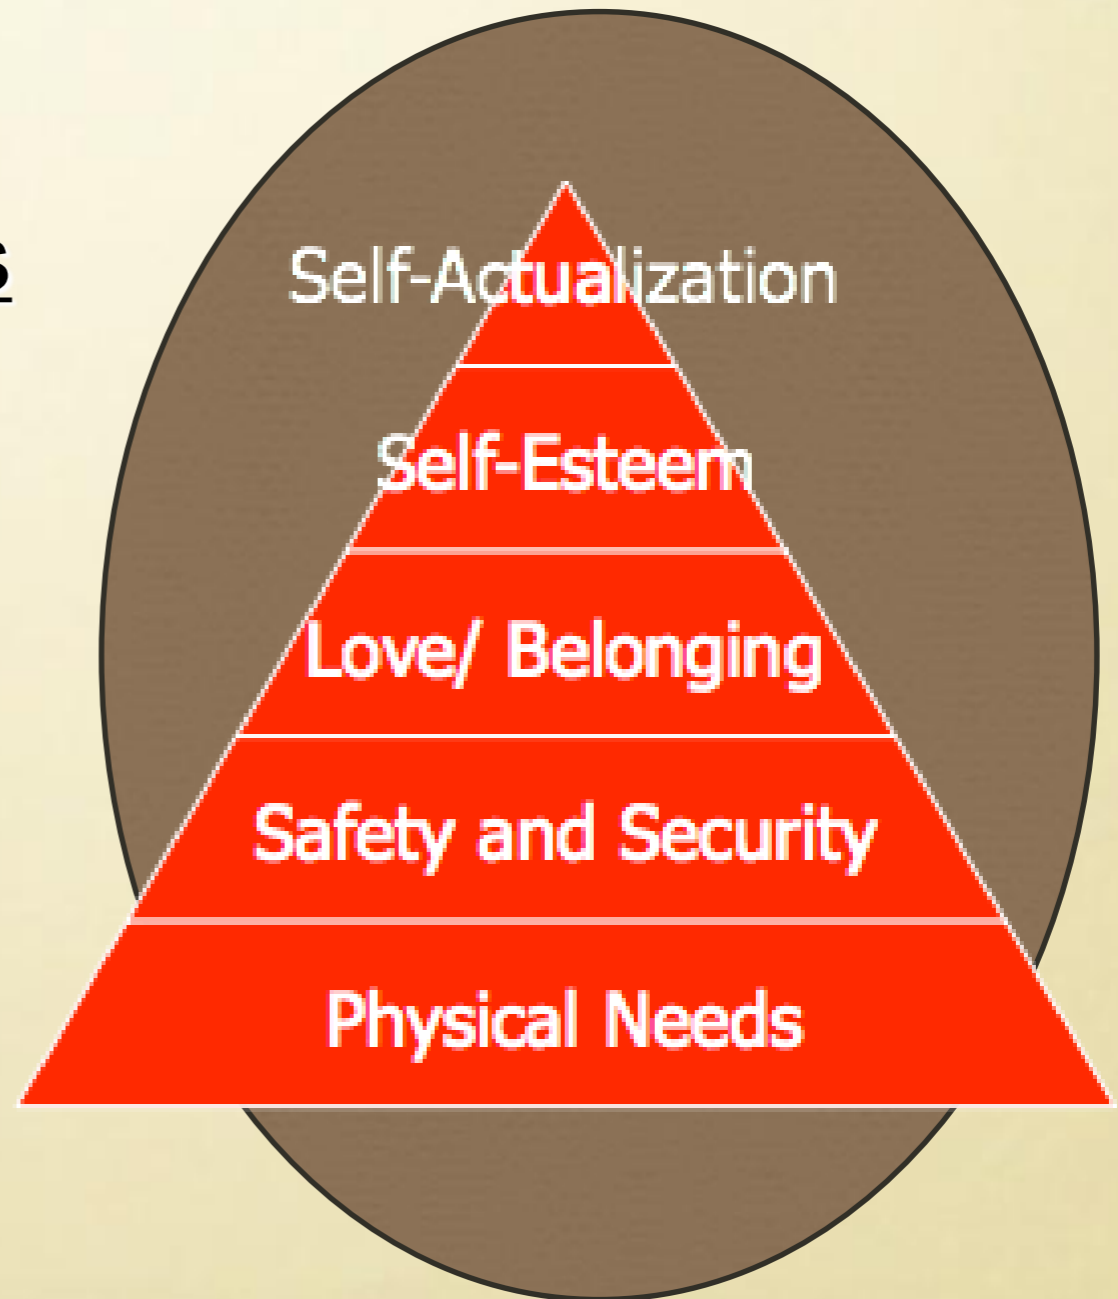 s
Self-Actualization
Self-Esteem
Love/ Belonging
Safety and Security
Physical Needs